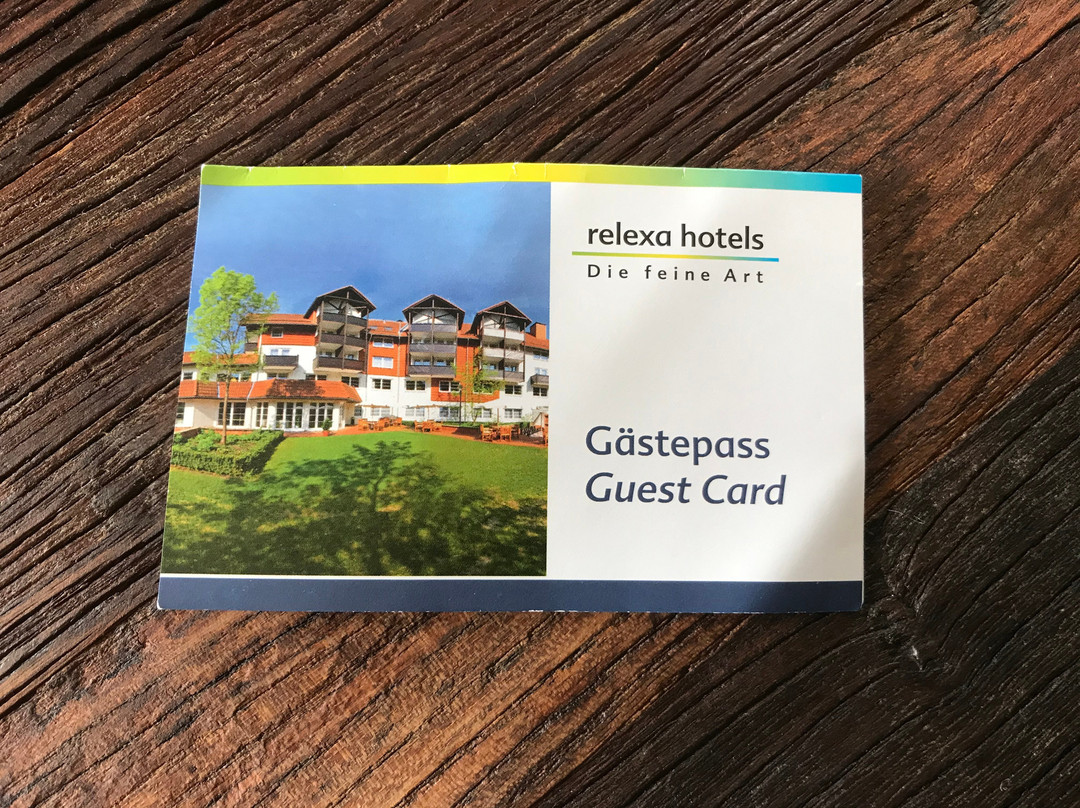 relexa hotels
Die feine Art
Gästepass
Guest Card